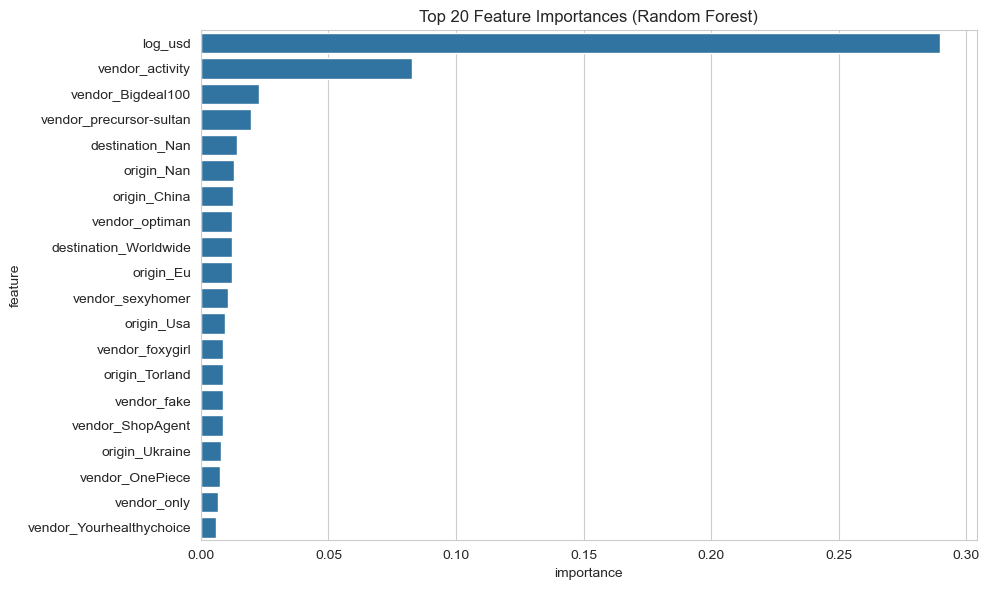 Top 20 Feature Importances (Random Forest)
log_usd
vendor_activity
vendor_Bigdeal100
vendor_precursor-sultan
destination_Nan
origin_Nan
origin_China
vendor_optiman
destination_Worldwide
origin_Eu
vendor_sexyhomer
origin_Usa
vendor_foxygirl
origin_Torland
vendor_fake
vendor_ShopAgent
origin_Ukraine
vendor_OnePiece
vendor_only
vendor_Yourhealthychoice
feature
0.00 0.05 0.10 0.15 0.20 0.25 0.30
importance